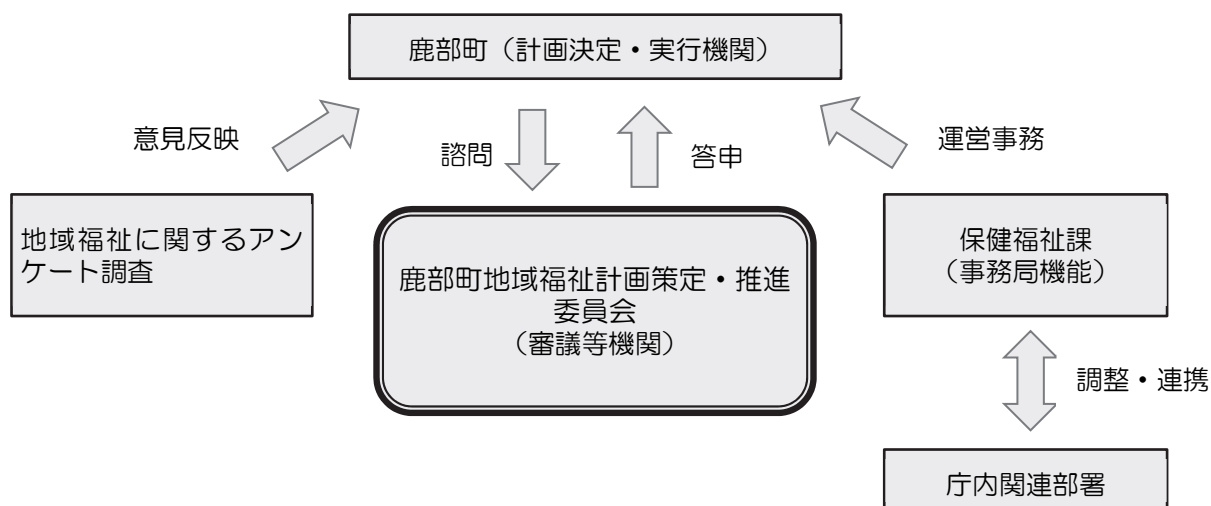 鹿部町（計画決定・実行機関）
意見反映
諮問
答申
運営事務
地域福祉に関するアン
ケート調査
鹿部町地域福祉計画策定・推進
委員会
（審議等機関）
保健福祉課
（事務局機能）
調整・連携
庁内関連部署